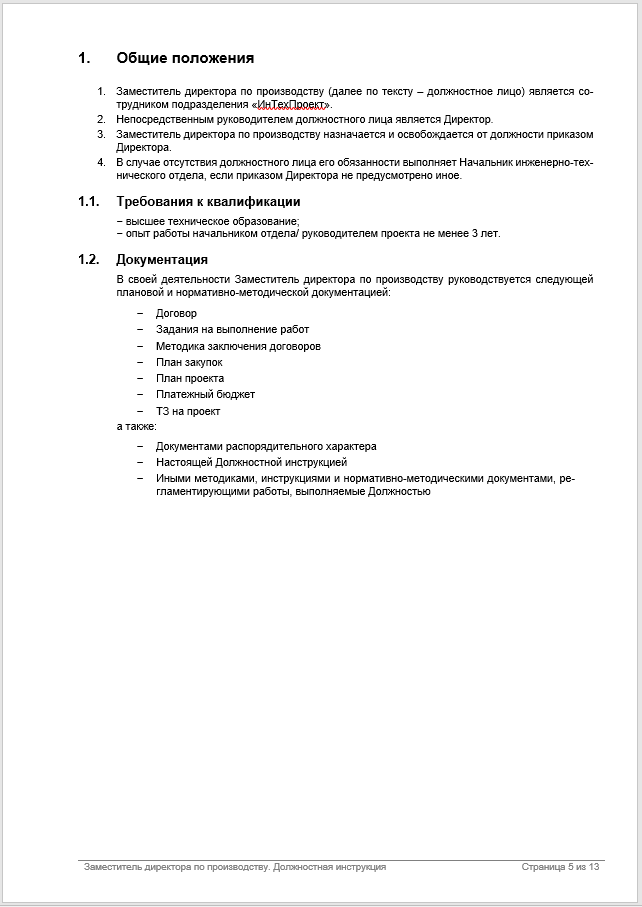 1. Общие положения
1. Заместитель директора по производству (далее по тексту – должностное лицо) является со-
трудником подразделения «ИнТехПроект».
2. Непосредственным руководителем должностного лица является Директор.
3. Заместитель директора по производству назначается и освобождается от должности приказом
Директора.
4. В случае отсутствия должностного лица его обязанности выполняет Начальник инженерно-тех-
нического отдела, если приказом Директора не предусмотрено иное.
1.1. Требования к квалификации
– высшее техническое образование;
– опыт работы начальником отдела/ руководителем проекта не менее 3 лет.
1.2. Документация
В своей деятельности Заместитель директора по производству руководствуется следующей
плановой и нормативно-методической документацией:
– Договор
– Задания на выполнение работ
– Методика заключения договоров
– План закупок
– План проекта
– Платежный бюджет
– ТЗ на проект
а также:
– Документами распорядительного характера
– Настоящей Должностной инструкцией
– Иными методиками, инструкциями и нормативно-методическими документами, ре-
гламентирующими работы, выполняемые Должностью
Заместитель директора по производству. Должностная инструкция Страница 5 из 13